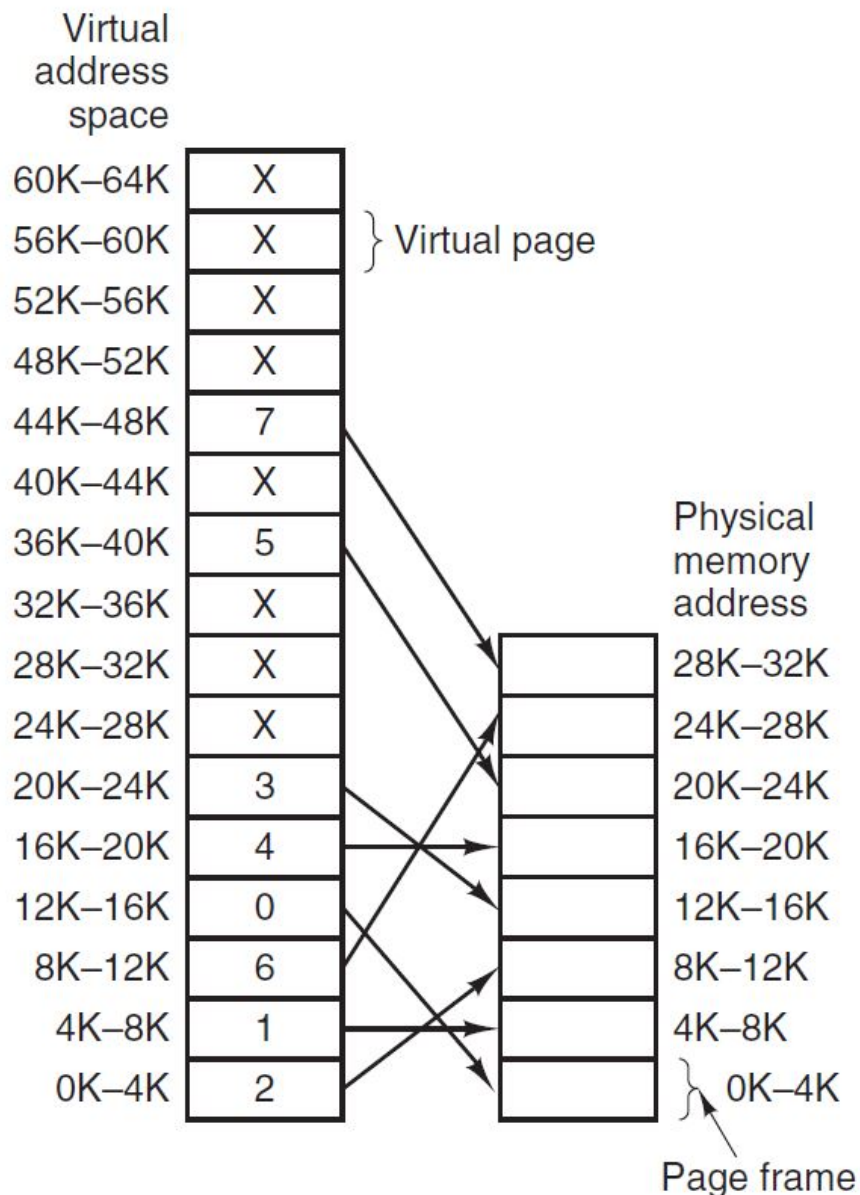 Virtual
address
space
60K–64K X
56K–60K X Virtual page
52K–56K X
48K–52K X
44K–48K 7
40K–44K X
36K–40K 5
32K–36K X
28K–32K X
24K–28K X
20K–24K 3
16K–20K 4
12K–16K 0
8K–12K 6
4K–8K 1
0K–4K 2
Physical
memory
address
28K–32K
24K–28K
20K–24K
16K–20K
12K–16K
8K–12K
4K–8K
0K–4K
Page frame